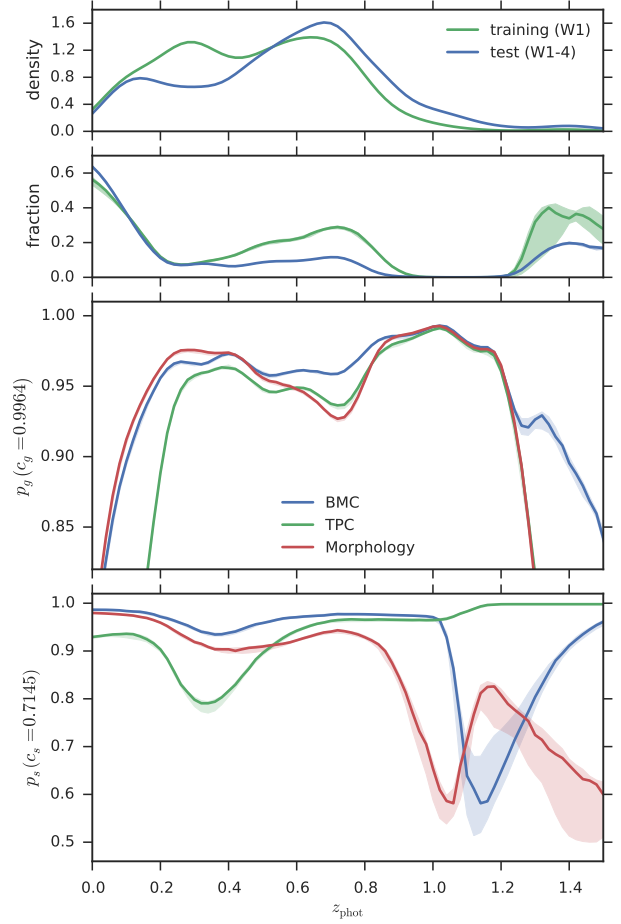 density
1.6
1.2
0.8
0.4
0.0
training (W1)
test (W1-4)
fraction
0.6
0.4
0.2
0.0
p_g(c_g=0.9964)
1.00
0.95
0.90
0.85
BMC
TPC
Morphology
p_s(c_s=0.7145)
1.0
0.9
0.8
0.7
0.6
0.5
0.0 0.2 0.4 0.6 0.8 1.0 1.2 1.4
z_phot